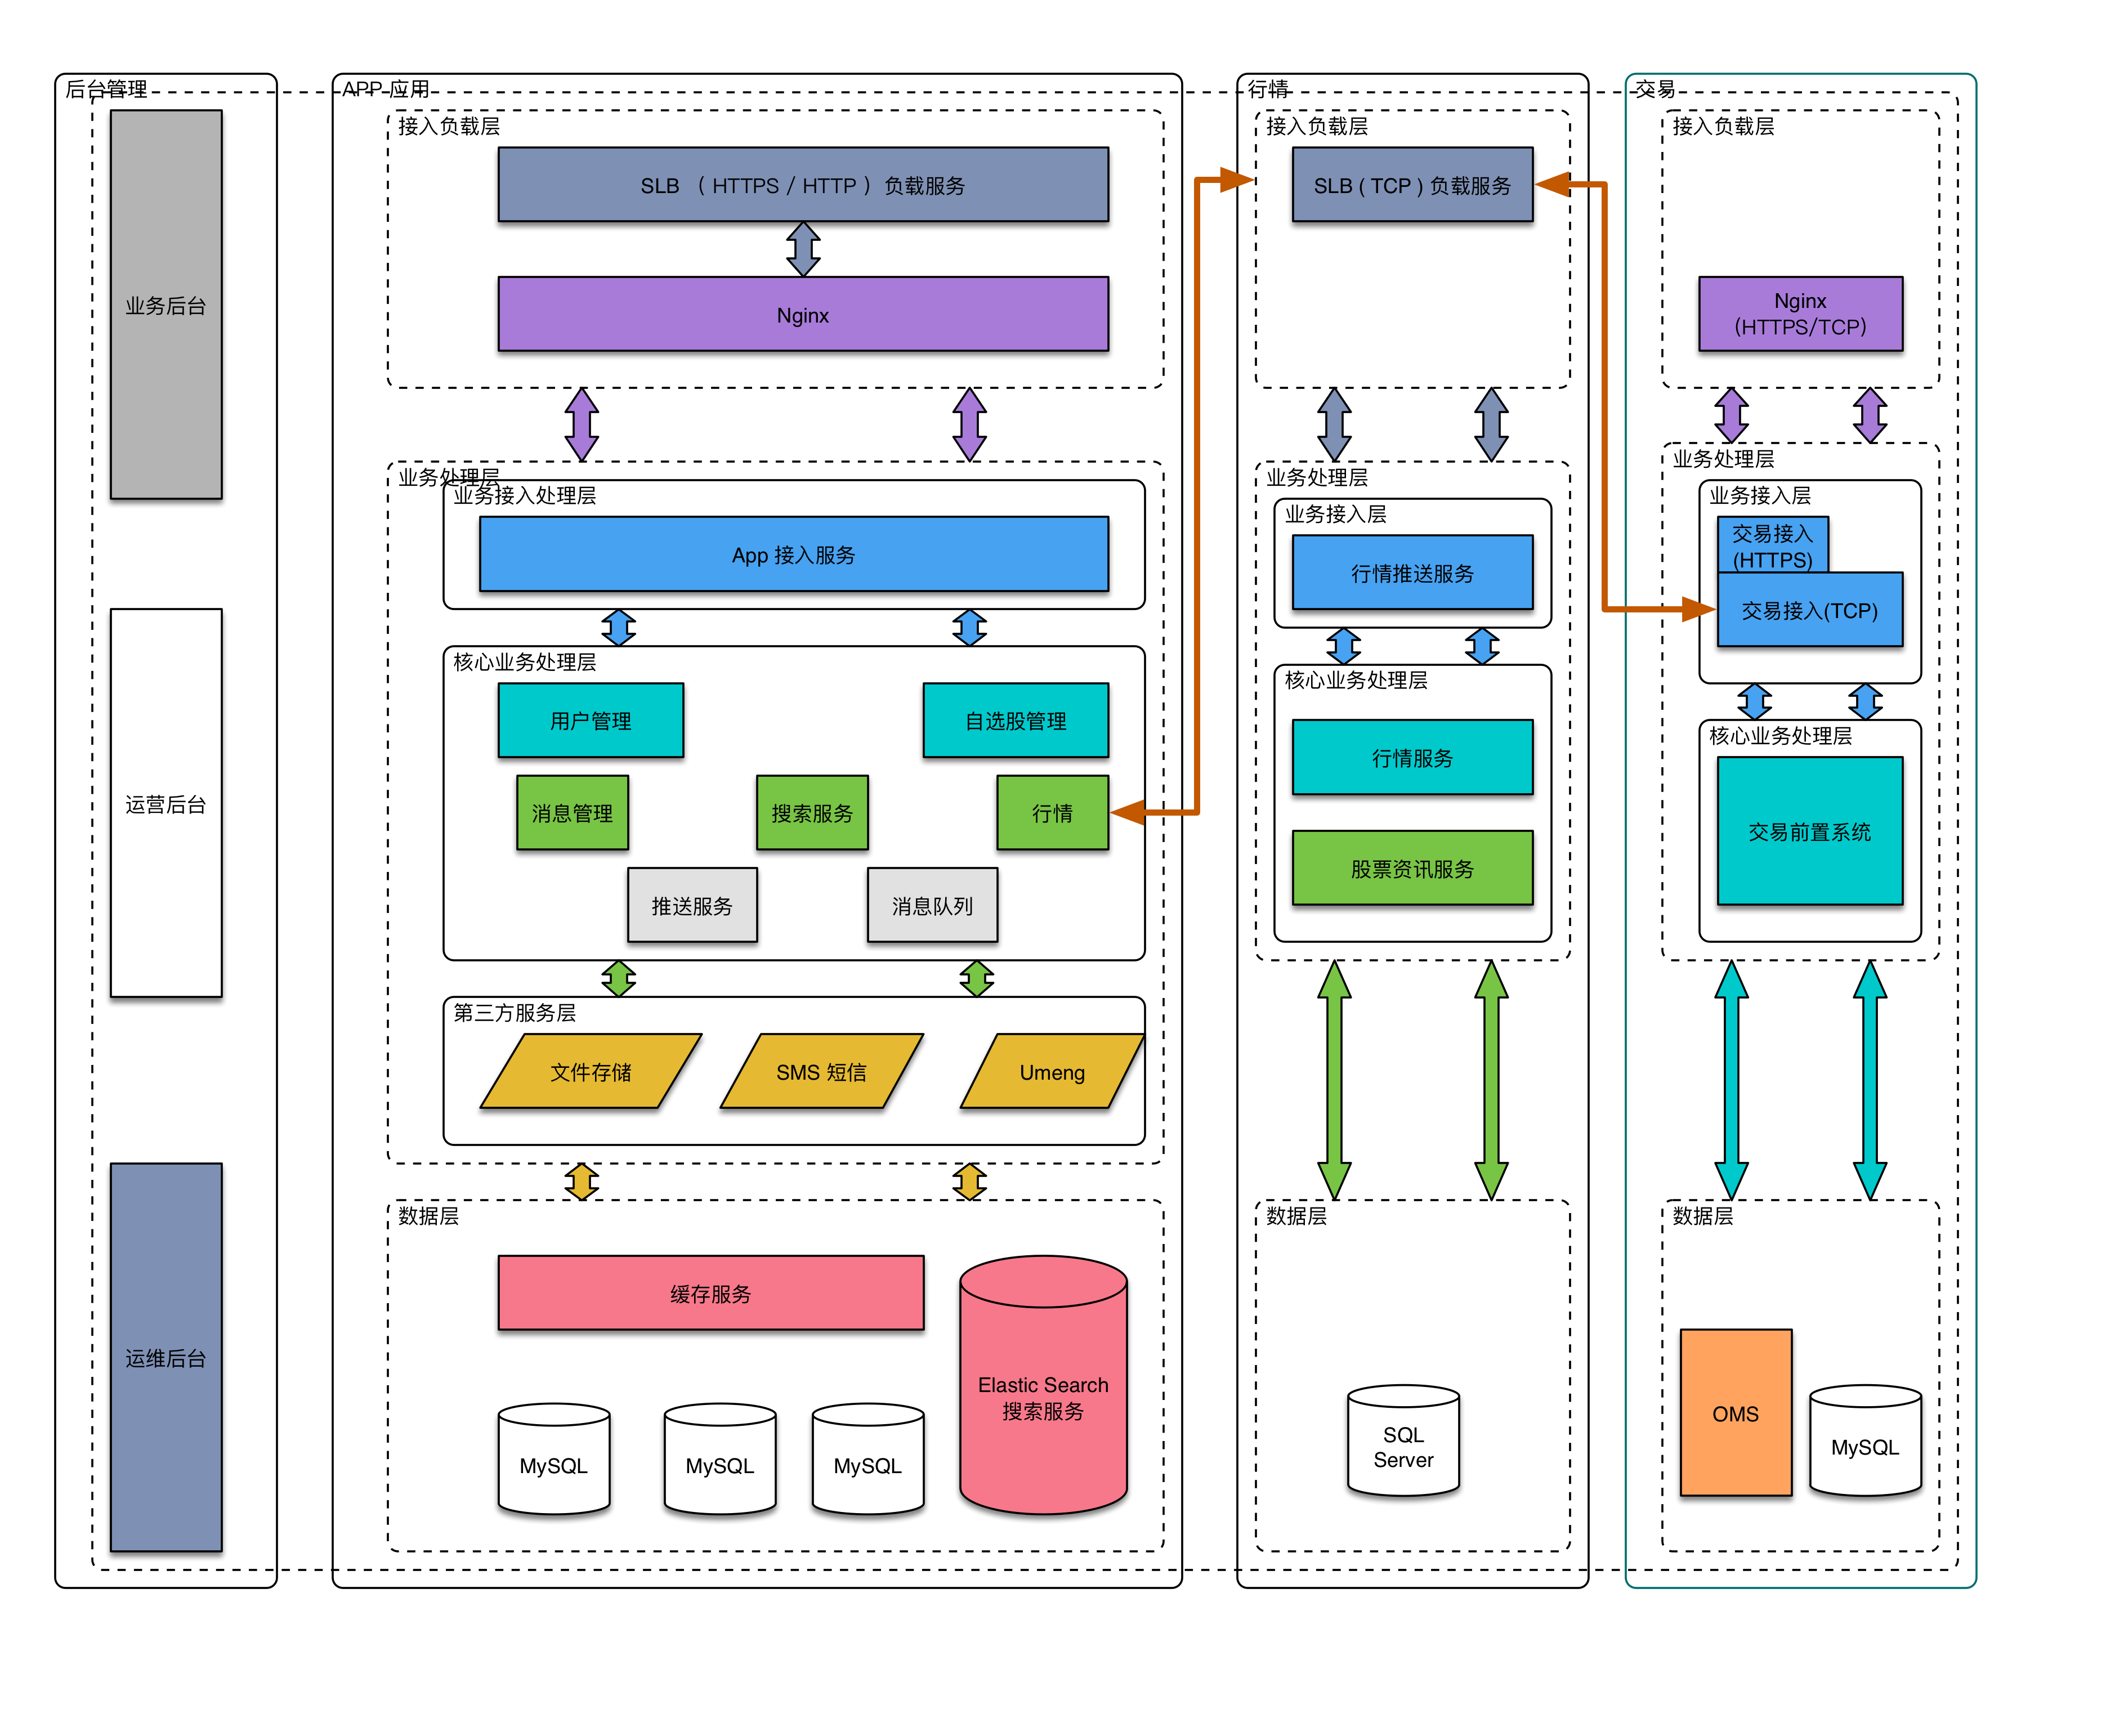 后台管理
业务后台
运营后台
运维后台
APP 应用
接入负载层
SLB （ HTTPS / HTTP ） 负载服务
Nginx
业务处理层
业务接入处理层
App 接入服务
核心业务处理层
用户管理
自选股管理
消息管理
搜索服务
行情
推送服务
消息队列
第三方服务层
文件存储
SMS 短信
Umeng
数据层
缓存服务
Elastic Search
搜索服务
MySQL
MySQL
MySQL
行情
接入负载层
SLB ( TCP ) 负载服务
业务处理层
业务接入层
行情推送服务
核心业务处理层
行情服务
股票资讯服务
数据层
SQL
Server
交易
接入负载层
Nginx
(HTTPS/TCP)
业务处理层
业务接入层
交易接入
(HTTPS)
交易接入(TCP)
核心业务处理层
交易前置系统
数据层
OMS
MySQL